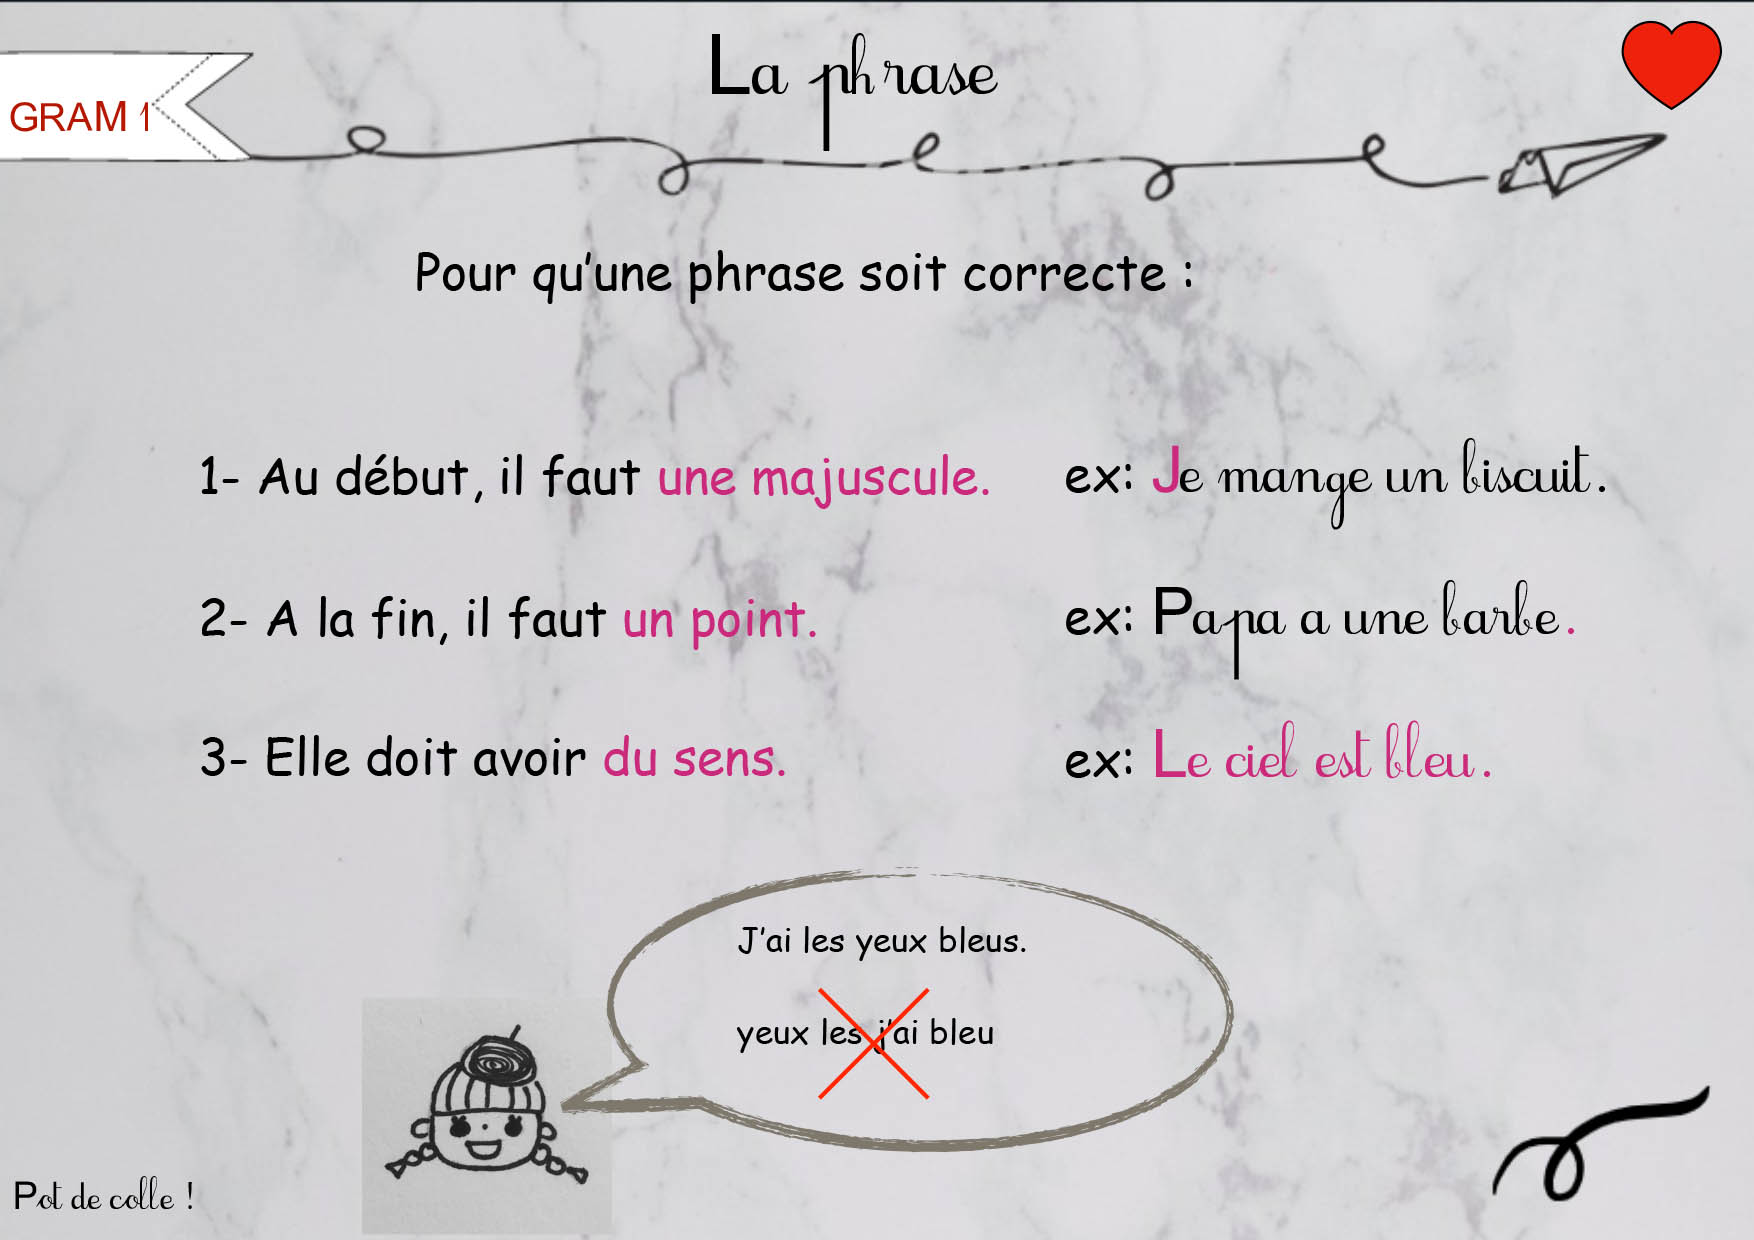 La phrase
GRAM 1
Pour qu'une phrase soit correcte :
1- Au début, il faut une majuscule. ex: Je mange un biscuit.
2- A la fin, il faut un point. ex: Papa a une barbe.
3- Elle doit avoir du sens. ex: Le ciel est bleu.
J'ai les yeux bleus.
yeux les j'ai bleu
Pot de colle !